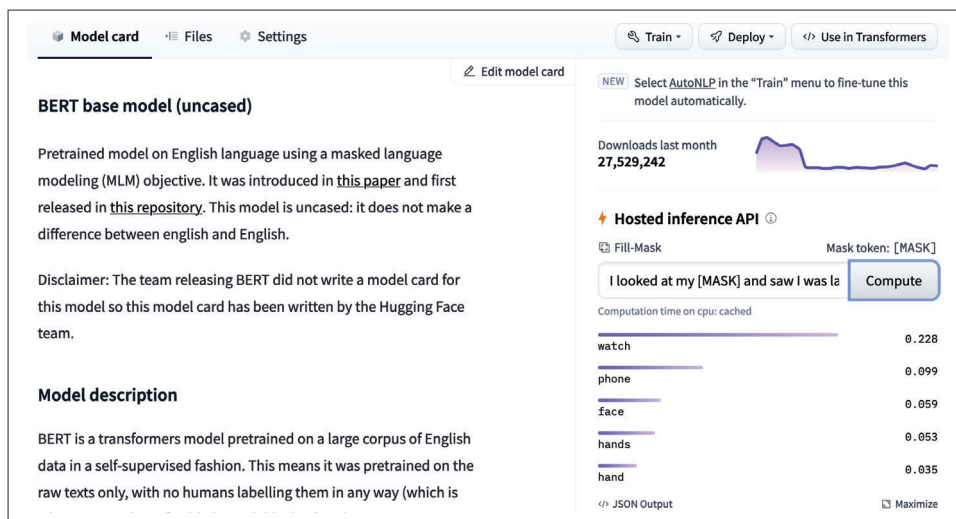 Model card Files Settings Train Deploy </> Use in Transformers
Edit model card
BERT base model (uncased)
Pretrained model on English language using a masked language
modeling (MLM) objective. It was introduced in this paper and first
released in this repository. This model is uncased: it does not make a
difference between english and English.
Disclaimer: The team releasing BERT did not write a model card for
this model so this model card has been written by the Hugging Face
team.
Model description
BERT is a transformers model pretrained on a large corpus of English
data in a self-supervised fashion. This means it was pretrained on the
raw texts only, with no humans labelling them in any way (which is
NEW Select AutoNLP in the “Train” menu to fine-tune this
model automatically.
Downloads last month
27,529,242
Hosted inference API
Fill-Mask Mask token: [MASK]
I looked at my [MASK] and saw I was la Compute
Computation time on cpu: cached
watch 0.228
phone 0.099
face 0.059
hands 0.053
hand 0.035
</> JSON Output Maximize